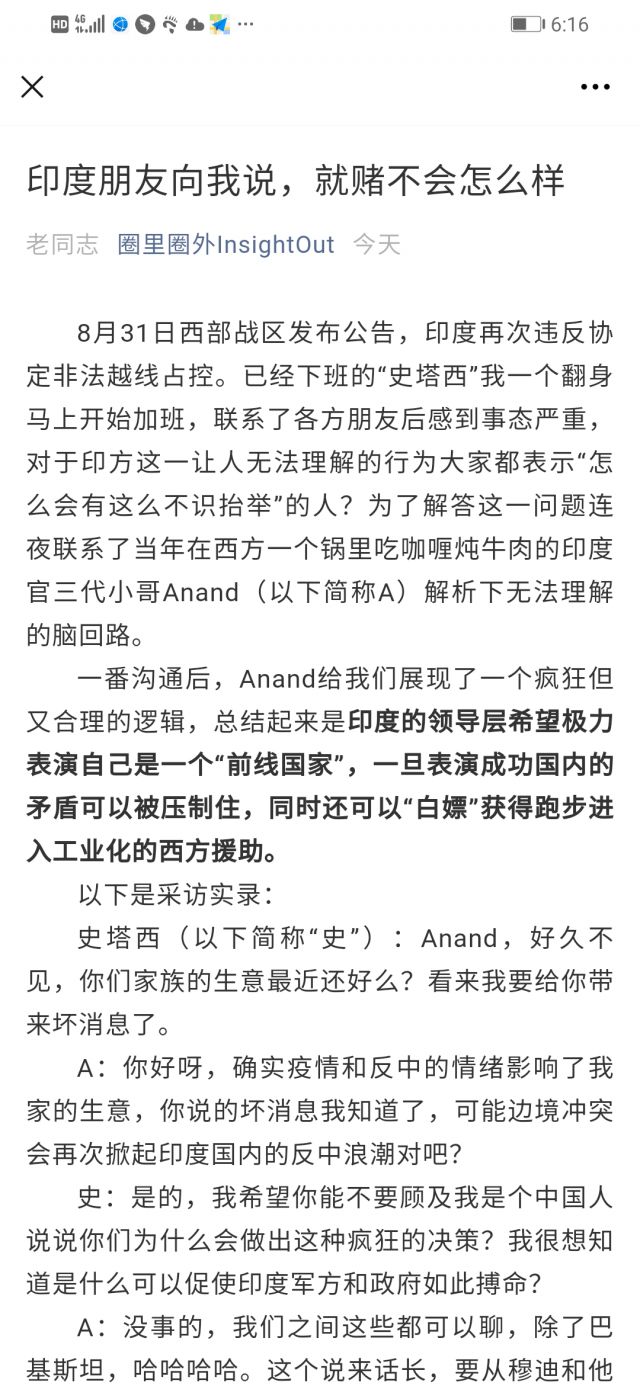 HD 4G 6:16
印度朋友向我说，就赌不会怎么样
老同志 圈里圈外InsightOut 今天
8月31日西部战区发布公告，印度再次违反协
定非法越线占控。已经下班的“史塔西”我一个翻身
马上开始加班，联系了各方朋友后感到事态严重，
对于印方这一让人无法理解的行为大家都表示“怎
么会有这么不识抬举”的人？为了解答这一问题连
夜联系了当年在西方一个锅里吃咖喱炖牛肉的印度
官三代小哥Anand（以下简称A）解析下无法理解
的脑回路。
一番沟通后，Anand给我们展现了一个疯狂但
又合理的逻辑，总结起来是印度的领导层希望极力
表演自己是一个“前线国家”，一旦表演成功国内的
矛盾可以被压制住，同时还可以“白嫖”获得跑步进
入工业化的西方援助。
以下是采访实录：
史塔西（以下简称“史”）：Anand，好久不
见，你们家族的生意最近还好么？看来我要给你带
来坏消息了。
A：你好呀，确实疫情和反中的情绪影响了我
家的生意，你说的坏消息我知道了，可能边境冲突
会再次掀起印度国内的反中浪潮对吧？
史：是的，我希望你能不要顾及我是个中国人
说说你们为什么会做出这种疯狂的决策？我很想知
道是什么可以促使印度军方和政府如此搏命？
A：没事的，我们之间这些都可以聊，除了巴
基斯坦，哈哈哈哈。这个说来话长，要从穆迪和他